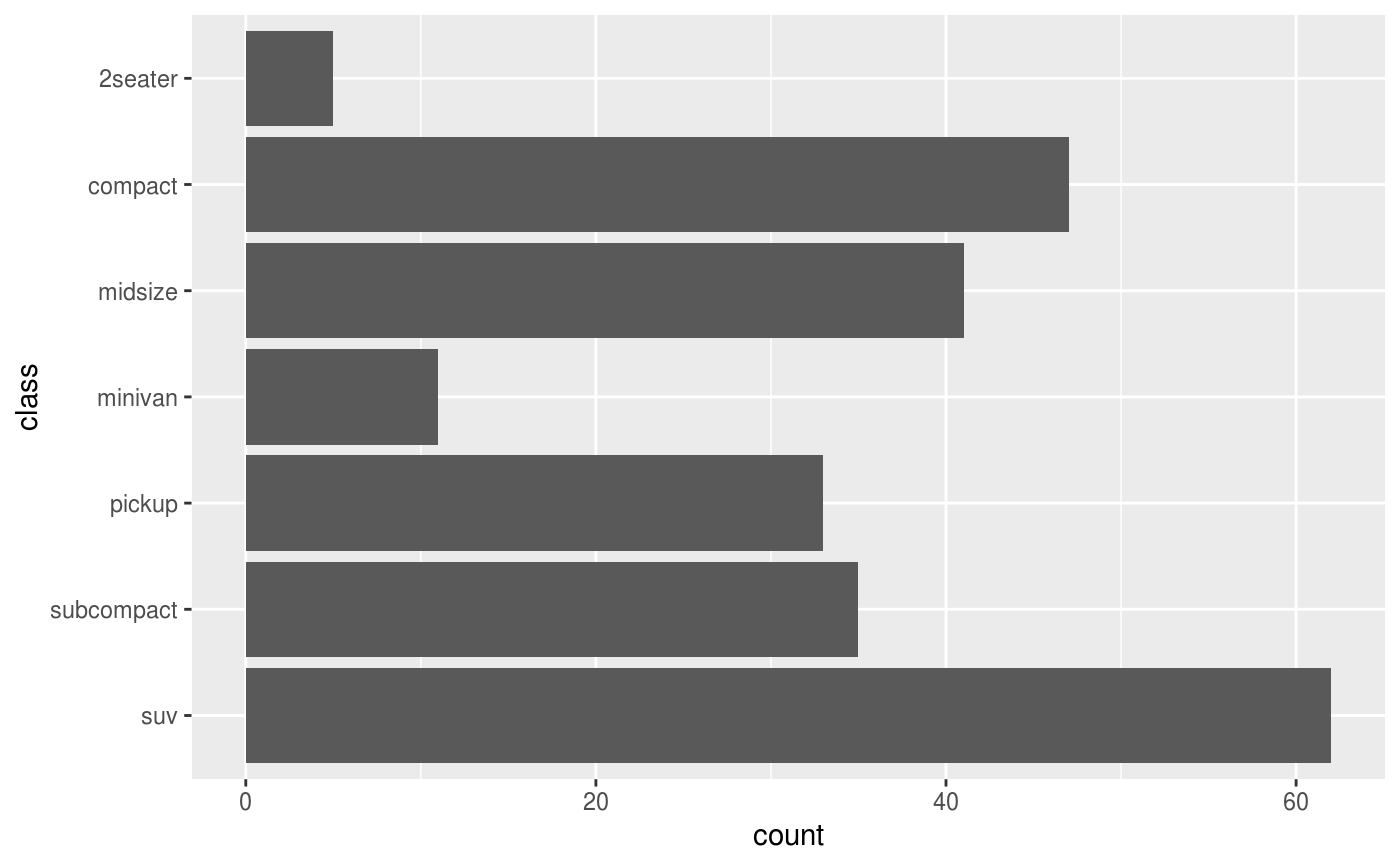 2seater
compact
midsize
minivan
pickup
subcompact
suv
class
0 20 40 60
count